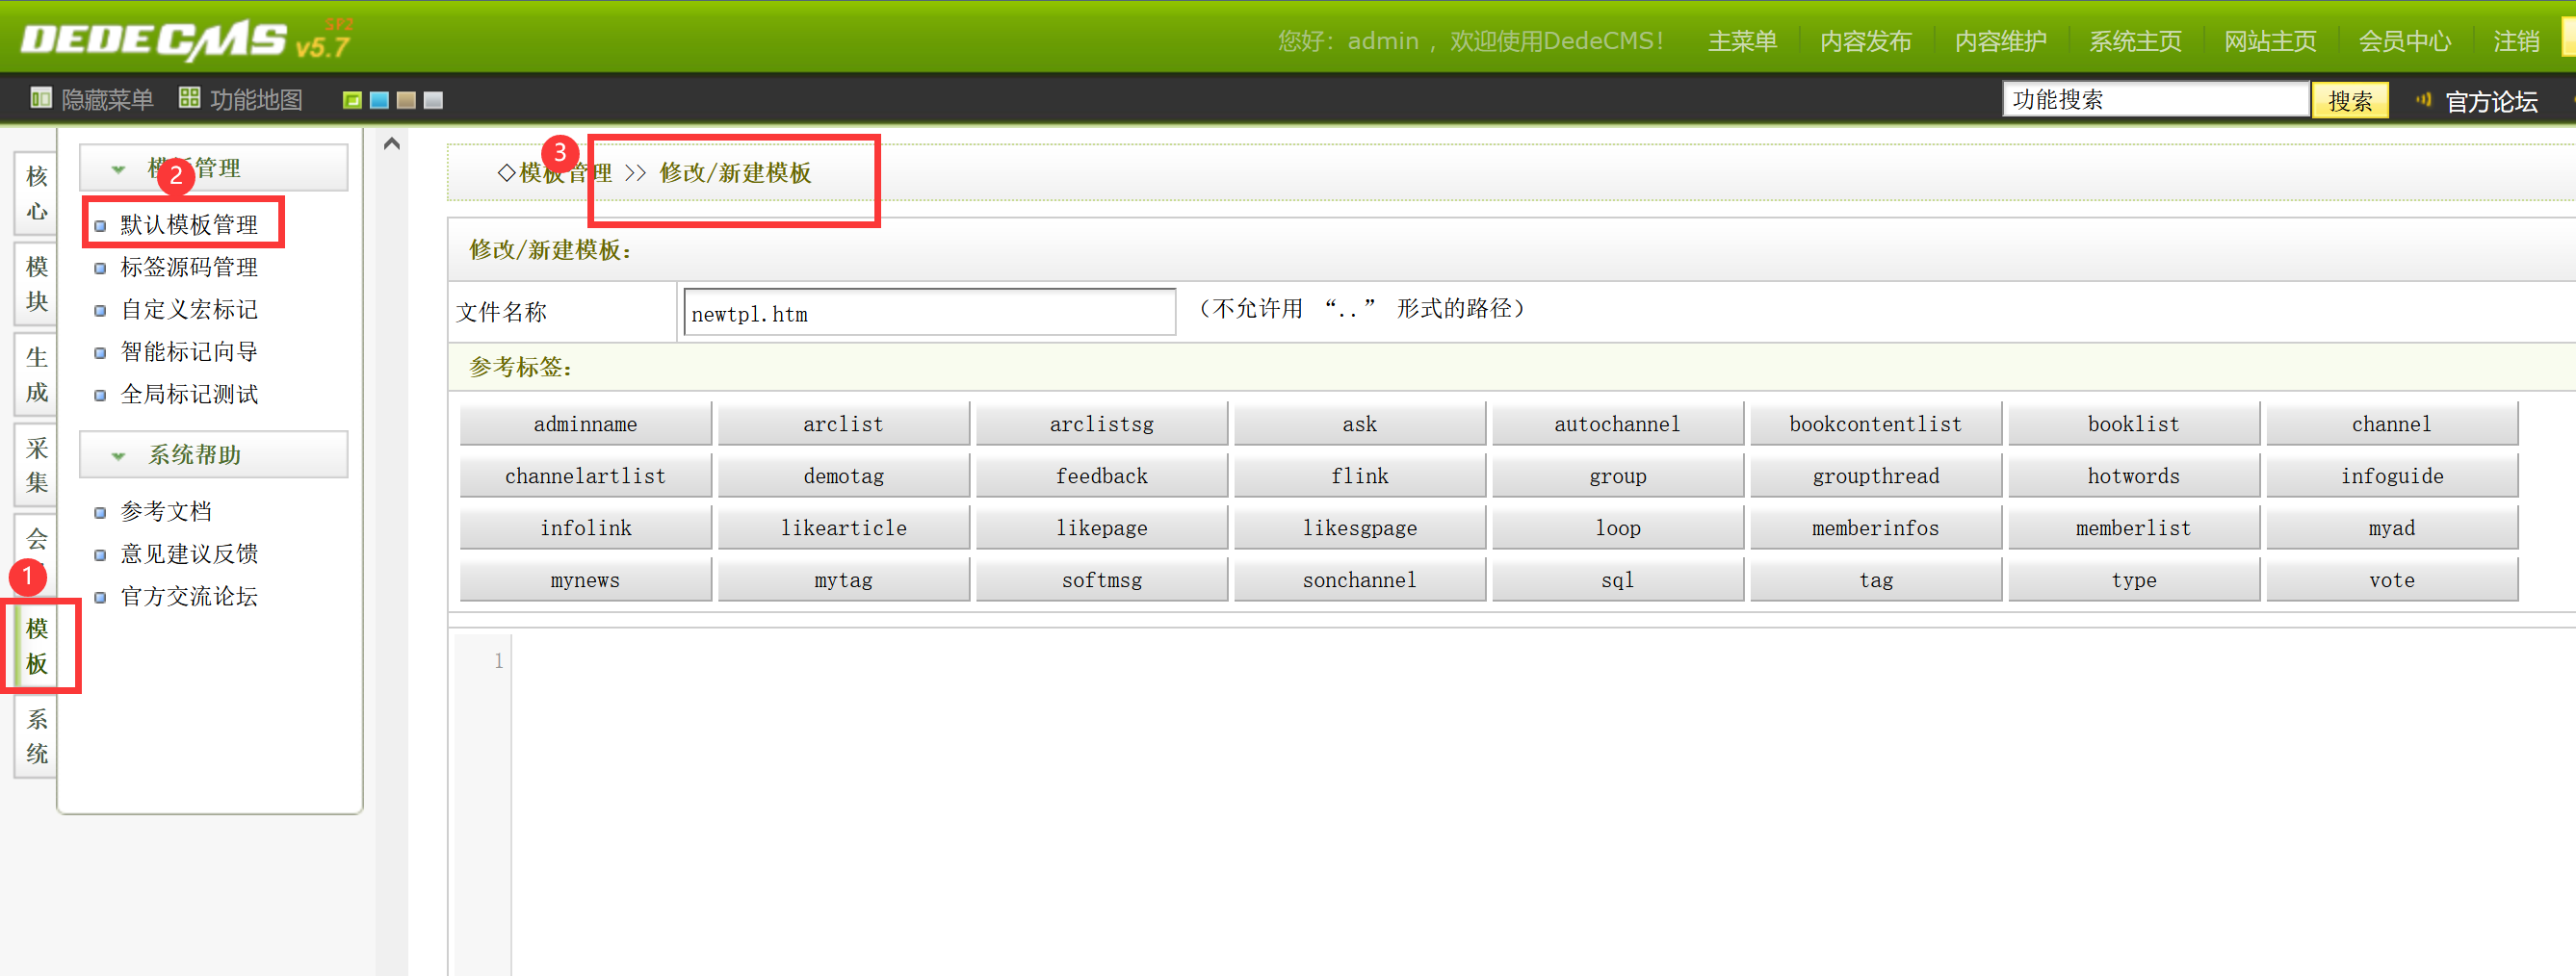 DEDECMS v5.7 SP2
您好：admin ，欢迎使用DedeCMS！ 主菜单 内容发布 内容维护 系统主页 网站主页 会员中心 注销
隐藏菜单 功能地图 功能搜索 搜索 官方论坛
核心
模块
生成
采集
会
1
模板
系统
模板管理
2
默认模板管理
标签源码管理
自定义宏标记
智能标记向导
全局标记测试
系统帮助
参考文档
意见建议反馈
官方交流论坛
3
◇模板管理 >> 修改/新建模板
修改/新建模板：
文件名称 newtpl.htm （不允许用 “..” 形式的路径）
参考标签：
adminname arclist arclistsg ask autochannel bookcontentlist booklist channel
channelartlist demotag feedback flink group groupthread hotwords infoguide
infolink likearticle likepage likesgpage loop memberinfos memberlist myad
mynews mytag softmsg sonchannel sql tag type vote
1